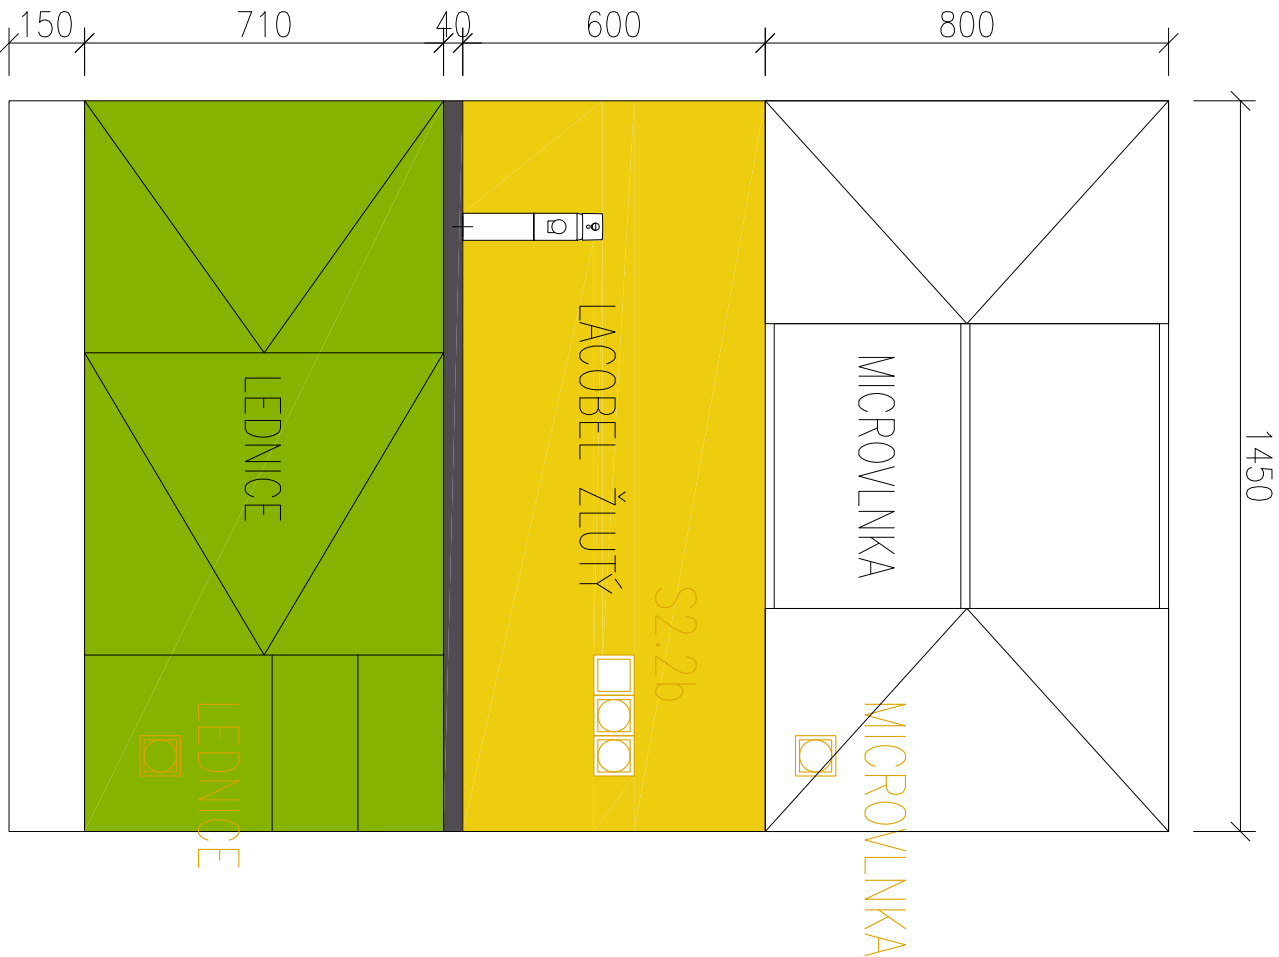 150
710
40
600
800
1450
LEDNICE
LACOBEL ŽLUTÝ
MICROVLNKA
S2.2b
LEDNICE
MICROVLNKA